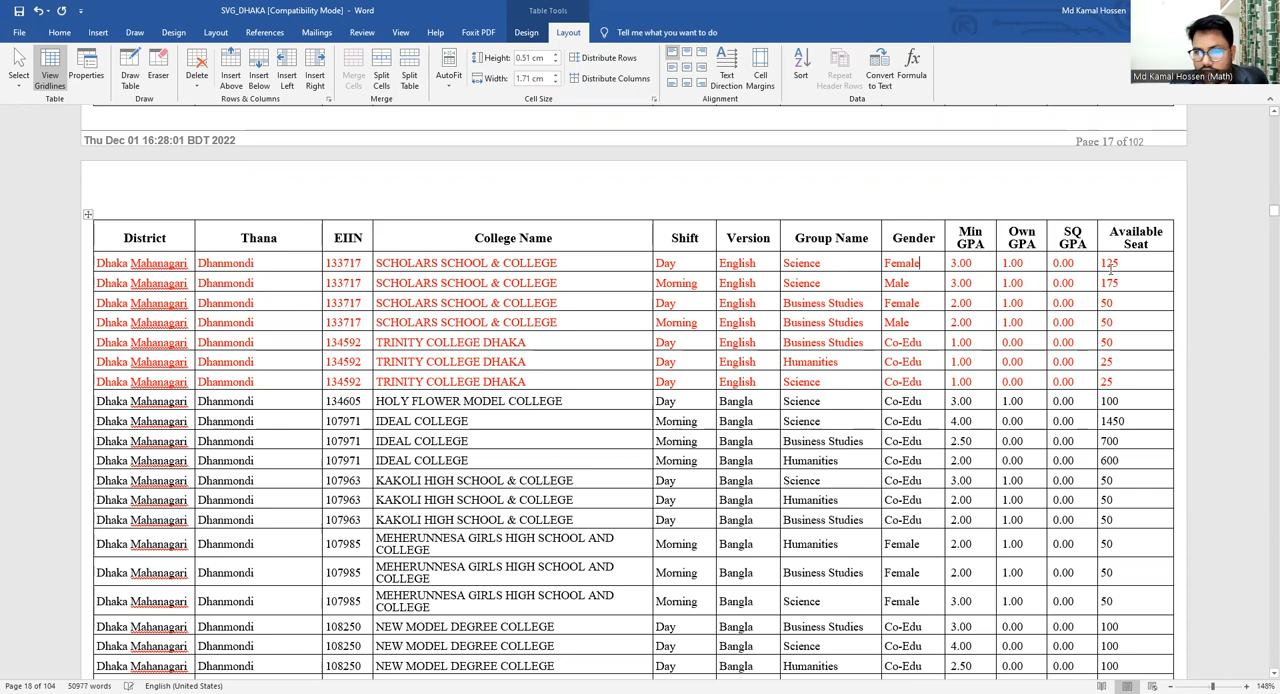 SVG_DHAKA [Compatibility Mode] - Word
Table Tools
Md Kamal Hossen
File Home Insert Draw Design Layout References Mailings Review View Help Foxit PDF Design Layout Tell me what you want to do
Select View Gridlines Properties Draw Table Eraser Delete Insert Above Insert Below Insert Left Insert Right Merge Cells Split Cells Split Table AutoFit Height: 0.51 cm Width: 1.71 cm Distribute Rows Distribute Columns Text Direction Cell Margins Sort Repeat Header Rows Convert to Text Formula
Table Draw Rows & Columns Merge Cell Size Alignment Data
Md Kamal Hossen (Math)
Thu Dec 01 16:28:01 BDT 2022 Page 17 of 102
District Thana EIIN College Name Shift Version Group Name Gender Min GPA Own GPA SQ GPA Available Seat
Dhaka Mahanagari Dhanmondi 133717 SCHOLARS SCHOOL & COLLEGE Day English Science Female 3.00 1.00 0.00 125
Dhaka Mahanagari Dhanmondi 133717 SCHOLARS SCHOOL & COLLEGE Morning English Science Male 3.00 1.00 0.00 175
Dhaka Mahanagari Dhanmondi 133717 SCHOLARS SCHOOL & COLLEGE Day English Business Studies Female 2.00 1.00 0.00 50
Dhaka Mahanagari Dhanmondi 133717 SCHOLARS SCHOOL & COLLEGE Morning English Business Studies Male 2.00 1.00 0.00 50
Dhaka Mahanagari Dhanmondi 134592 TRINITY COLLEGE DHAKA Day English Business Studies Co-Edu 1.00 0.00 0.00 50
Dhaka Mahanagari Dhanmondi 134592 TRINITY COLLEGE DHAKA Day English Humanities Co-Edu 1.00 0.00 0.00 25
Dhaka Mahanagari Dhanmondi 134592 TRINITY COLLEGE DHAKA Day English Science Co-Edu 1.00 0.00 0.00 25
Dhaka Mahanagari Dhanmondi 134605 HOLY FLOWER MODEL COLLEGE Day Bangla Science Co-Edu 3.00 1.00 0.00 100
Dhaka Mahanagari Dhanmondi 107971 IDEAL COLLEGE Morning Bangla Science Co-Edu 4.00 0.00 0.00 1450
Dhaka Mahanagari Dhanmondi 107971 IDEAL COLLEGE Morning Bangla Business Studies Co-Edu 2.50 0.00 0.00 700
Dhaka Mahanagari Dhanmondi 107971 IDEAL COLLEGE Morning Bangla Humanities Co-Edu 2.00 0.00 0.00 600
Dhaka Mahanagari Dhanmondi 107963 KAKOLI HIGH SCHOOL & COLLEGE Day Bangla Science Co-Edu 3.00 1.00 0.00 50
Dhaka Mahanagari Dhanmondi 107963 KAKOLI HIGH SCHOOL & COLLEGE Day Bangla Humanities Co-Edu 2.00 1.00 0.00 50
Dhaka Mahanagari Dhanmondi 107963 KAKOLI HIGH SCHOOL & COLLEGE Day Bangla Business Studies Co-Edu 2.00 1.00 0.00 50
Dhaka Mahanagari Dhanmondi 107985 MEHERUNNESA GIRLS HIGH SCHOOL AND COLLEGE Morning Bangla Humanities Female 2.00 1.00 0.00 50
Dhaka Mahanagari Dhanmondi 107985 MEHERUNNESA GIRLS HIGH SCHOOL AND COLLEGE Morning Bangla Business Studies Female 2.00 1.00 0.00 50
Dhaka Mahanagari Dhanmondi 107985 MEHERUNNESA GIRLS HIGH SCHOOL AND COLLEGE Morning Bangla Science Female 3.00 1.00 0.00 50
Dhaka Mahanagari Dhanmondi 108250 NEW MODEL DEGREE COLLEGE Day Bangla Business Studies Co-Edu 3.00 0.00 0.00 100
Dhaka Mahanagari Dhanmondi 108250 NEW MODEL DEGREE COLLEGE Day Bangla Science Co-Edu 4.00 0.00 0.00 100
Dhaka Mahanagari Dhanmondi 108250 NEW MODEL DEGREE COLLEGE Day Bangla Humanities Co-Edu 2.50 0.00 0.00 100
Page 18 of 104 50977 words English (United States) 148%